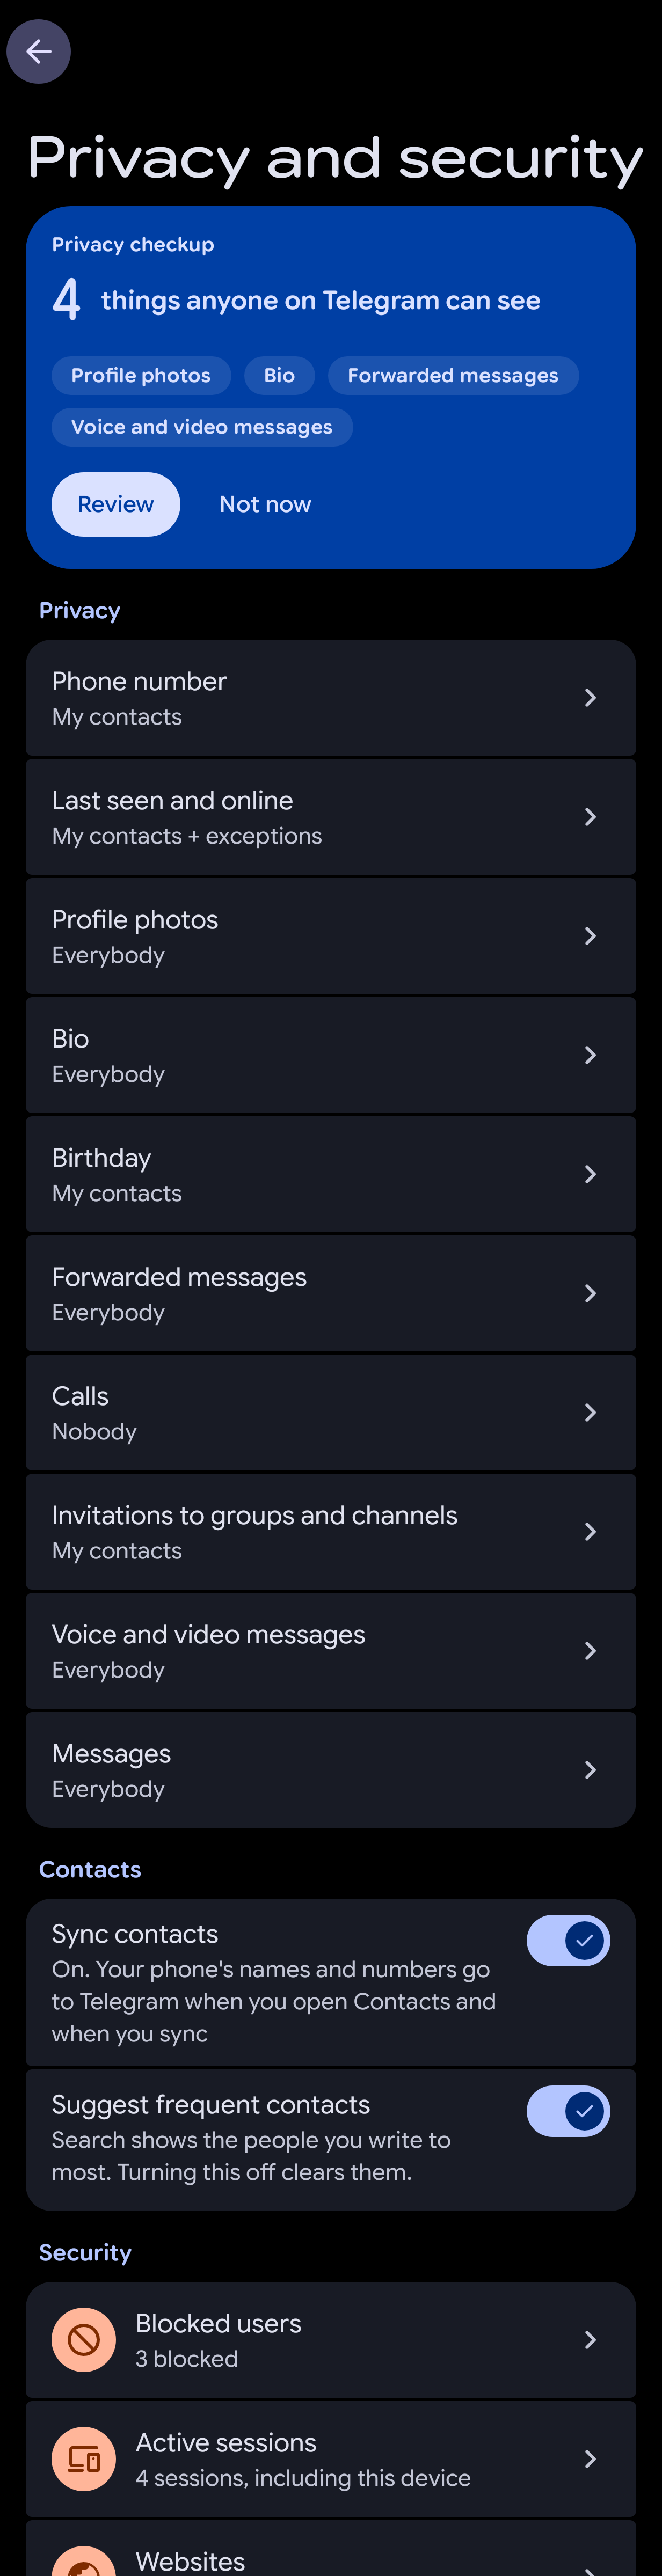 Privacy and security
Privacy checkup
4 things anyone on Telegram can see
Profile photos
Bio
Forwarded messages
Voice and video messages
Review
Not now
Privacy
Phone number
My contacts
Last seen and online
My contacts + exceptions
Profile photos
Everybody
Bio
Everybody
Birthday
My contacts
Forwarded messages
Everybody
Calls
Nobody
Invitations to groups and channels
My contacts
Voice and video messages
Everybody
Messages
Everybody
Contacts
Sync contacts
On. Your phone's names and numbers go
to Telegram when you open Contacts and
when you sync
Suggest frequent contacts
Search shows the people you write to
most. Turning this off clears them.
Security
Blocked users
3 blocked
Active sessions
4 sessions, including this device
Websites